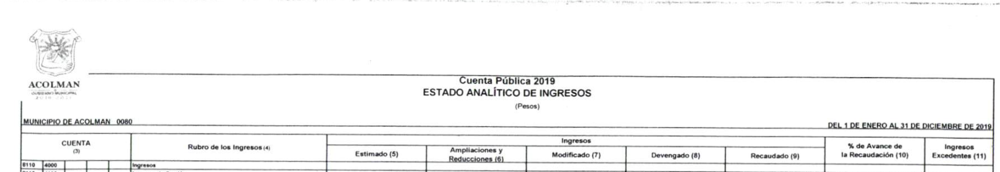 ACOLMAN
GOBIERNO MUNICIPAL
Cuenta Pública 2019
ESTADO ANALÍTICO DE INGRESOS
(Pesos)
MUNICIPIO DE ACOLMAN 0080
DEL 1 DE ENERO AL 31 DE DICIEMBRE DE 2019
CUENTA
(3)
Rubro de los Ingresos (4)
Ingresos
Estimado (5)
Ampliaciones y
Reducciones (6)
Modificado (7)
Devengado (8)
Recaudado (9)
% de Avance de
la Recaudación (10)
Ingresos
Excedentes (11)
8110 4000 Ingresos